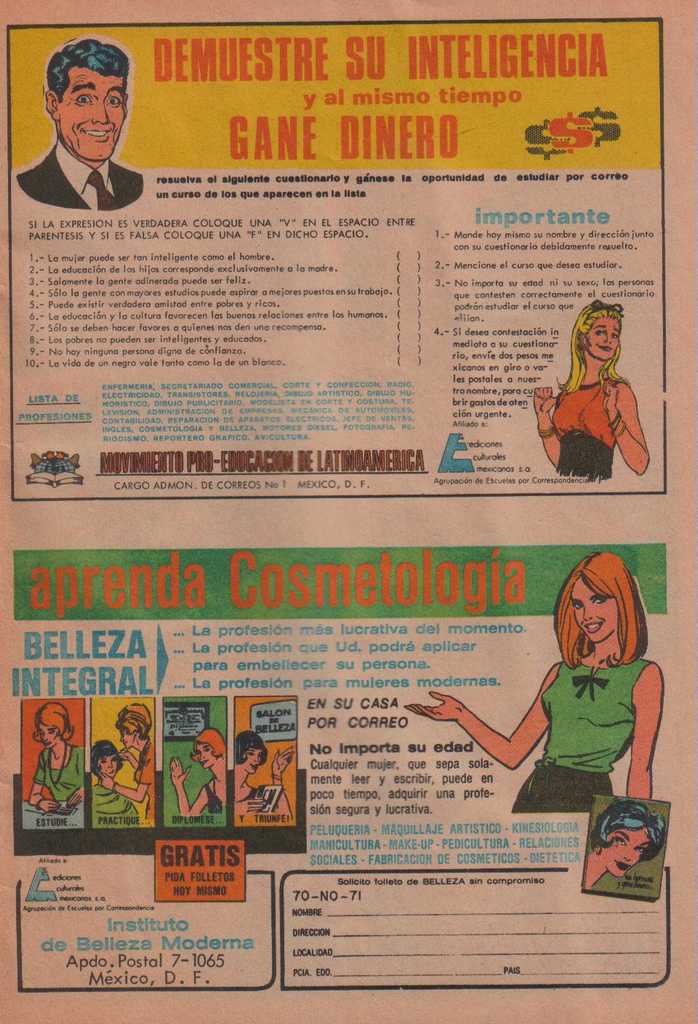 DEMUESTRE SU INTELIGENCIA
y al mismo tiempo
GANE DINERO
$$$
resuelva el siguiente cuestionario y gánese la oportunidad de estudiar por correo
un curso de los que aparecen en la lista
SI LA EXPRESION ES VERDADERA COLOQUE UNA "V" EN EL ESPACIO ENTRE
PARENTESIS Y SI ES FALSA COLOQUE UNA "F" EN DICHO ESPACIO.
1.- La mujer puede ser tan inteligente como el hombre. ( )
2.- La educación de los hijos corresponde exclusivamente a la madre. ( )
3.- Solamente la gente adinerada puede ser feliz. ( )
4.- Sólo la gente con mayores estudios puede aspirar a mejores puestos en su trabajo. ( )
5.- Puede existir verdadera amistad entre pobres y ricos. ( )
6.- La educación y la cultura favorecen las buenas relaciones entre los humanos. ( )
7.- Sólo se deben hacer favores a quienes nos den una recompensa. ( )
8.- Los pobres no pueden ser inteligentes y educados. ( )
9.- No hay ninguna persona digna de confianza. ( )
10.- La vida de un negro vale tanto como la de un blanco. ( )
importante
1.- Mande hoy mismo su nombre y dirección junto
con su cuestionario debidamente resuelto.
2.- Mencione el curso que desea estudiar.
3.- No importa su edad ni su sexo; las personas
que contesten correctamente el cuestionario
podrán estudiar el curso que
elijan.
4.- Si desea contestación in
mediata a su cuestiona-
rio, envíe dos pesos me
xicanos en giro o va-
les postales a nues-
tro nombre, para cu
brir gastos de aten
ción urgente.
Afiliado a:
ediciones
culturales
mexicanas s.a.
Agrupación de Escuelas por Correspondencia
LISTA DE
PROFESIONES
ENFERMERIA, SECRETARIADO COMERCIAL, CORTE Y CONFECCION, RADIO,
ELECTRICIDAD, TRANSISTORES, RELOJERIA, DIBUJO ARTISTICO, DIBUJO HU-
MORISTICO, DIBUJO PUBLICITARIO, MODELISTA EN CORTE Y COSTURA, TE-
LEVISION, ADMINISTRACION DE EMPRESAS, MECANICA DE AUTOMOVILES,
CONTABILIDAD, REPARACION DE APARATOS ELECTRICOS, JEFE DE VENTAS
INGLES, COSMETOLOGIA Y BELLEZA, MOTORES DIESEL, FOTOGRAFIA, PE-
RIODISMO, REPORTERO GRAFICO, AVICULTURA.
MOVIMIENTO PRO-EDUCACION DE LATINOAMERICA
CARGO ADMON. DE CORREOS No 1 MEXICO, D. F.
aprenda Cosmetología
BELLEZA
INTEGRAL
... La profesión más lucrativa del momento.
... La profesión que Ud. podrá aplicar
para embellecer su persona.
... La profesión para mujeres modernas.
EN SU CASA
POR CORREO
No importa su edad
Cualquier mujer, que sepa sola-
mente leer y escribir, puede en
poco tiempo, adquirir una profe-
sión segura y lucrativa.
SALON
de
BELLEZA
ESTUDIE...
PRACTIQUE...
DIPLOMESE...
Y TRIUNFE!
PELUQUERIA - MAQUILLAJE ARTISTICO - KINESIOLOGIA
MANICURTURA - MAKE-UP - PEDICURTURA - RELACIONES
SOCIALES - FABRICACION DE COSMETICOS - DIETETICA
Afiliado a:
ediciones
culturales
mexicanas s.a.
Agrupación de Escuelas por Correspondencia
GRATIS
PIDA FOLLETOS
HOY MISMO
Instituto
de Belleza Moderna
Apdo. Postal 7-1065
México, D. F.
Solicito folleto de BELLEZA sin compromiso
70-NO-71
NOMBRE
DIRECCION
LOCALIDAD
PCIA. EDO. PAIS